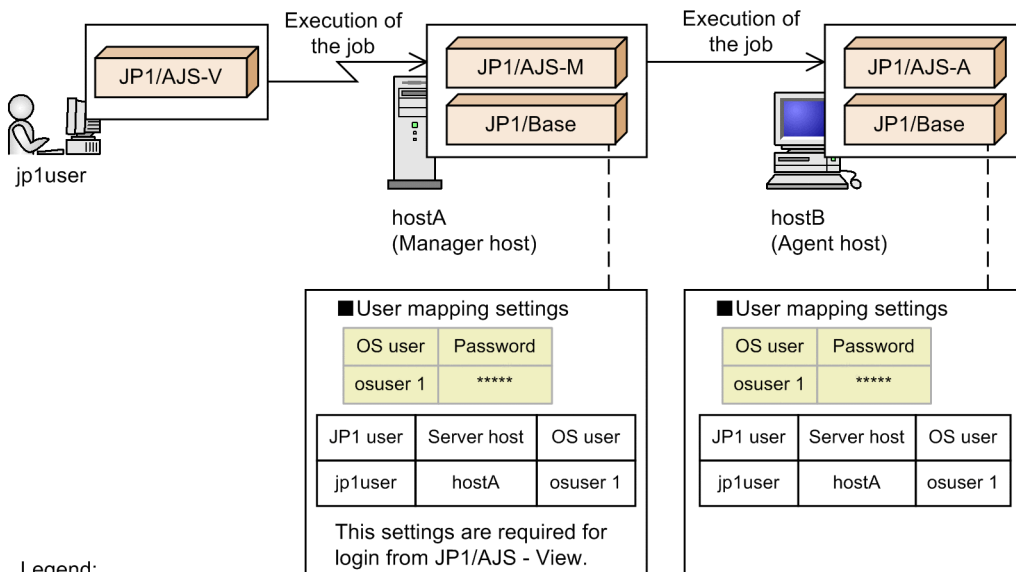 Execution of
the job
Execution of
the job
JP1/AJS-V
JP1/AJS-M
JP1/AJS-A
JP1/Base
JP1/Base
jp1user
hostA
(Manager host)
hostB
(Agent host)
■User mapping settings
OS user Password
osuser 1 *****
JP1 user Server host OS user
jp1user hostA osuser 1
This settings are required for
login from JP1/AJS - View.
■User mapping settings
OS user Password
osuser 1 *****
JP1 user Server host OS user
jp1user hostA osuser 1
Legend: